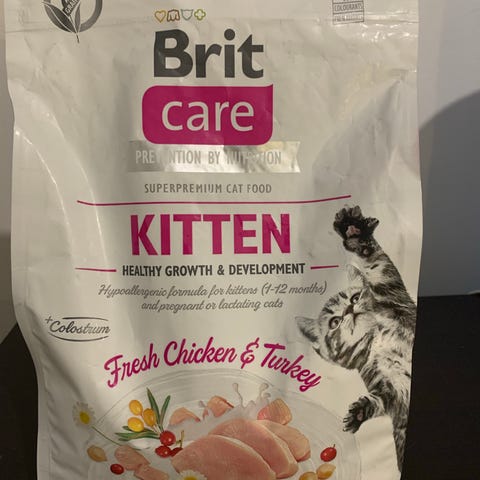 COLOURANTS
Brit
care
PREVENTION BY NUTRITION
SUPERPREMIUM CAT FOOD
KITTEN
HEALTHY GROWTH & DEVELOPMENT
Hypoallergenic formula for kittens (1-12 months)
and pregnant or lactating cats
+Colostrum
Fresh Chicken & Turkey